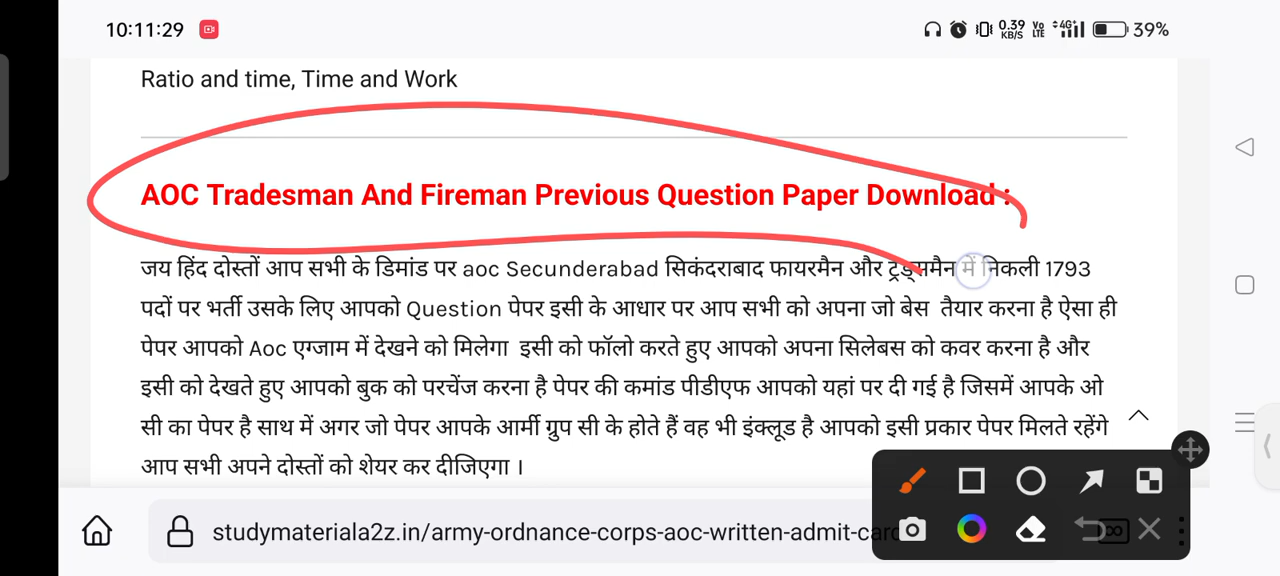 10:11:29 0.39 KB/S Vo LTE 4G+ 39%
Ratio and time, Time and Work
AOC Tradesman And Fireman Previous Question Paper Download :
जय हिंद दोस्तों आप सभी के डिमांड पर aoc Secunderabad सिकंदराबाद फायरमैन और ट्रेड्समैन में निकली 1793
पदों पर भर्ती उसके लिए आपको Question पेपर इसी के आधार पर आप सभी को अपना जो बेस तैयार करना है ऐसा ही
पेपर आपको Aoc एग्जाम में देखने को मिलेगा इसी को फॉलो करते हुए आपको अपना सिलेबस को कवर करना है और
इसी को देखते हुए आपको बुक को परचेंज करना है पेपर की कमांड पीडीएफ आपको यहां पर दी गई है जिसमें आपके ओ
सी का पेपर है साथ में अगर जो पेपर आपके आर्मी ग्रुप सी के होते हैं वह भी इंक्लूड है आपको इसी प्रकार पेपर मिलते रहेंगे
आप सभी अपने दोस्तों को शेयर कर दीजिएगा ।
studymateriala2z.in/army-ordnance-corps-aoc-written-admit-car